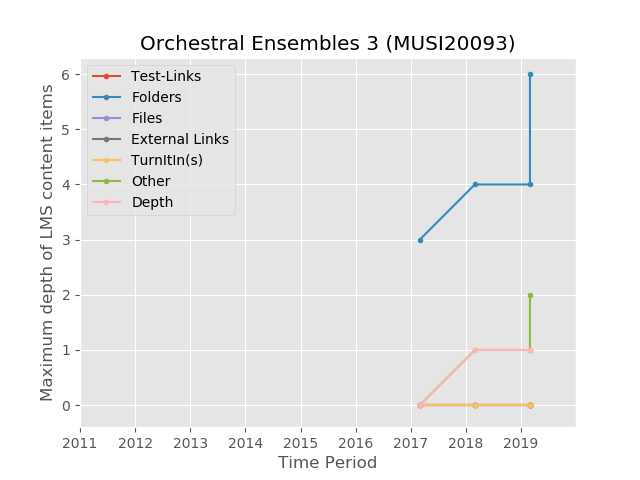 Orchestral Ensembles 3 (MUSI20093)
Maximum depth of LMS content items
6
5
4
3
2
1
0
Test-Links
Folders
Files
External Links
TurnItIn(s)
Other
Depth
2011 2012 2013 2014 2015 2016 2017 2018 2019
Time Period